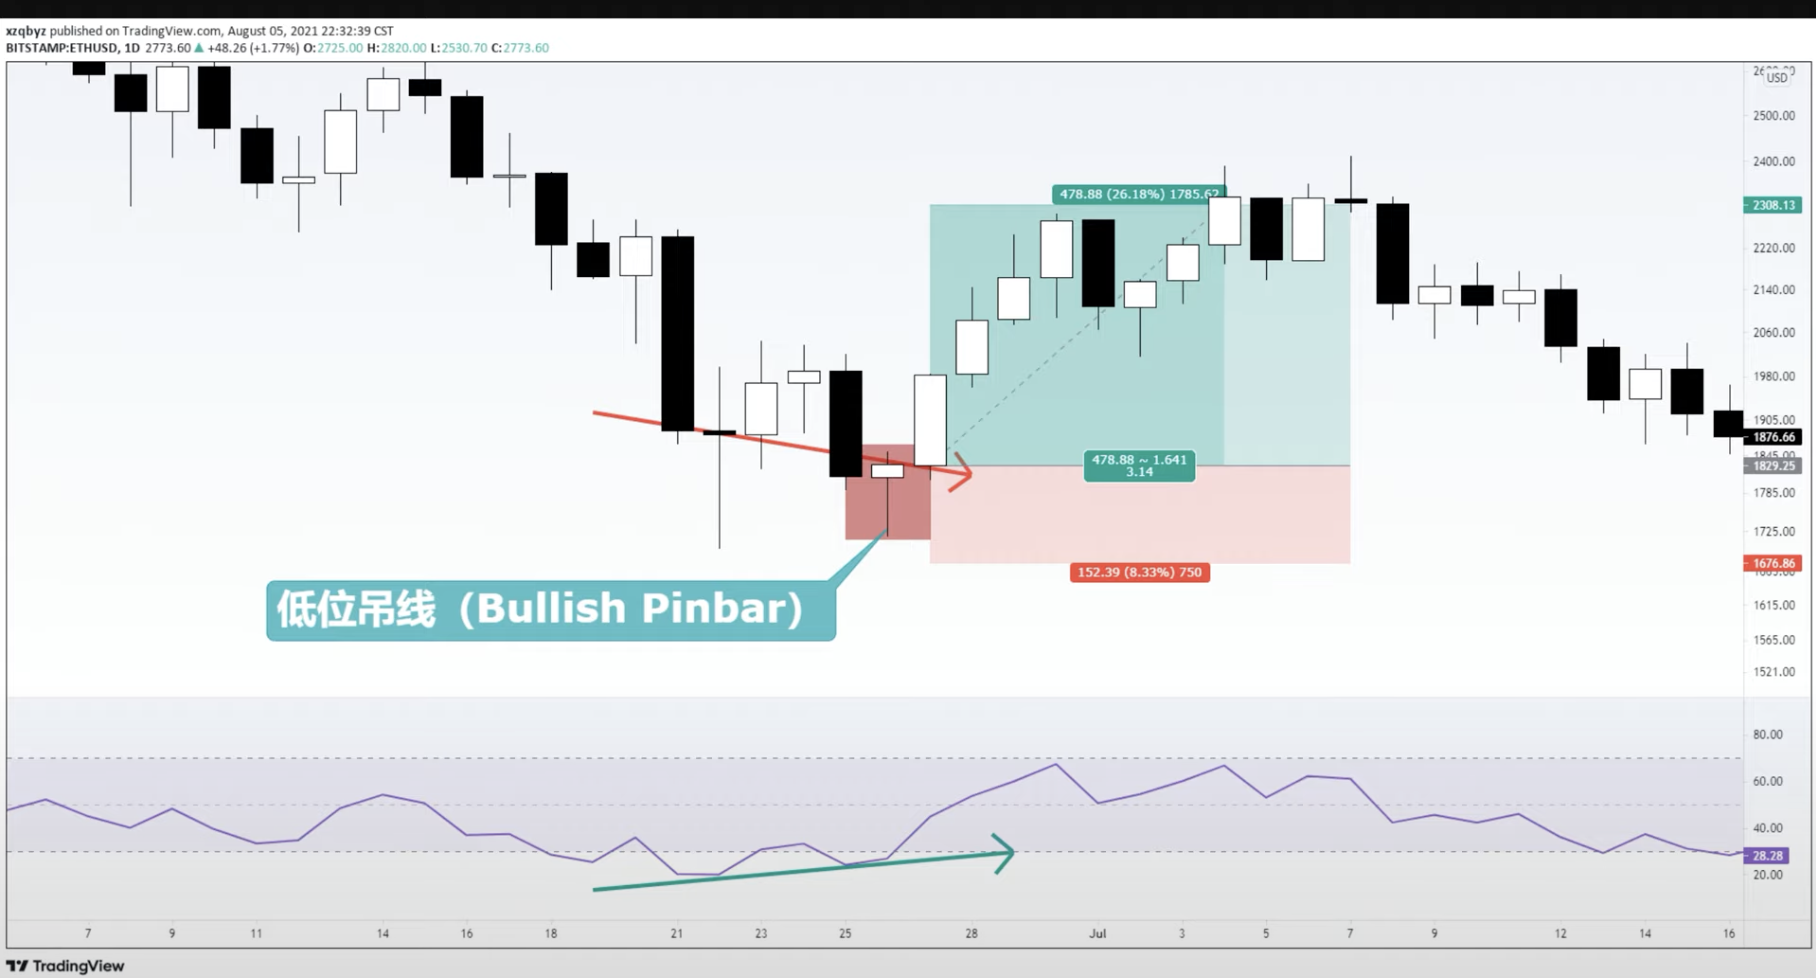 xzqbyz published on TradingView.com, August 05, 2021 22:32:39 CST
BITSTAMP:ETHUSD, 1D 2773.60 ▲ +48.26 (+1.77%) O:2725.00 H:2820.00 L:2530.70 C:2773.60
USD
2500.00
2400.00
478.88 (26.18%) 1785.62
2308.13
2220.00
2140.00
2060.00
1980.00
1905.00
1876.66
1845.00
478.88 ~ 1.641
3.14
1829.25
1785.00
1725.00
1676.86
152.39 (8.33%) 750
低位吊线（Bullish Pinbar）
1615.00
1565.00
1521.00
80.00
60.00
40.00
28.28
20.00
7 9 11 14 16 18 21 23 25 28 Jul 3 5 7 9 12 14 16
TradingView